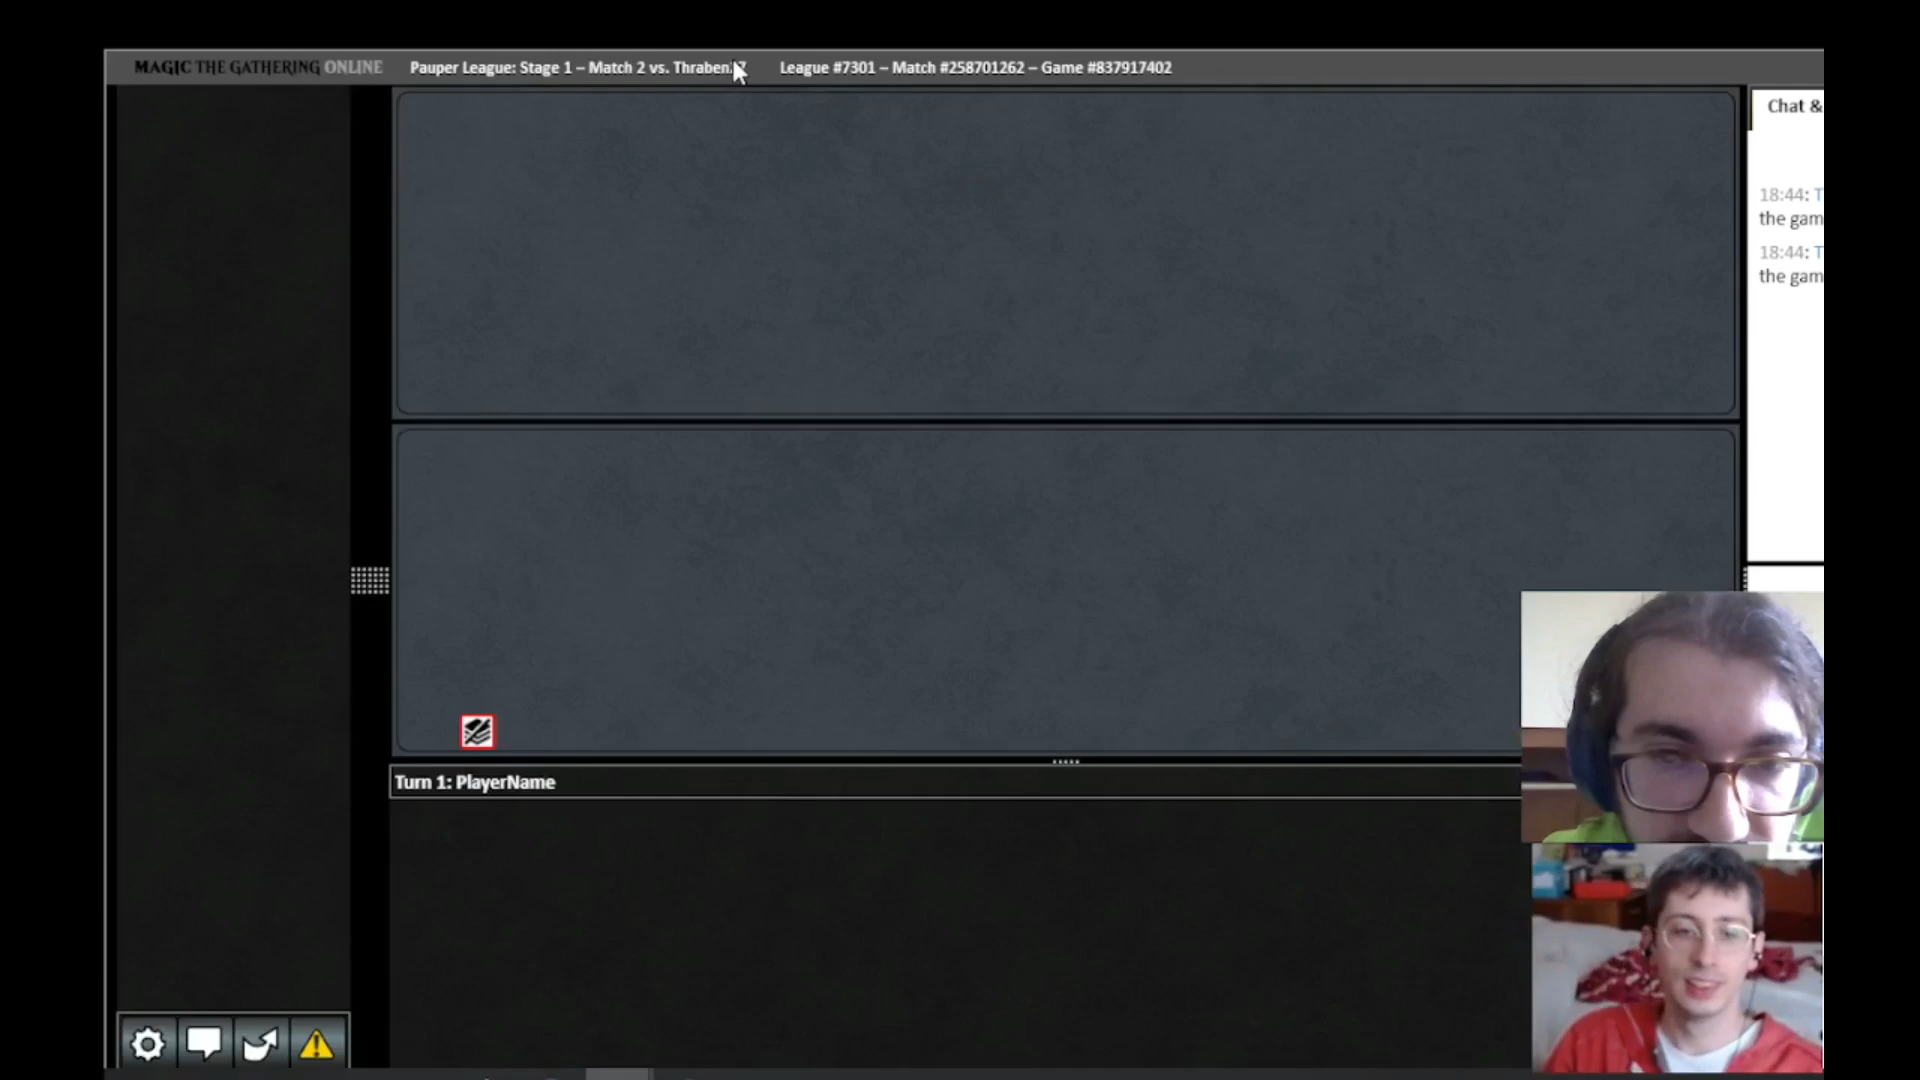 MAGIC THE GATHERING ONLINE
Pauper League: Stage 1 – Match 2 vs. League #7301 – Match #258701262 – Game #837917402
Chat &
18:44: T
the gam
18:44: T
the gam
Turn 1: PlayerName